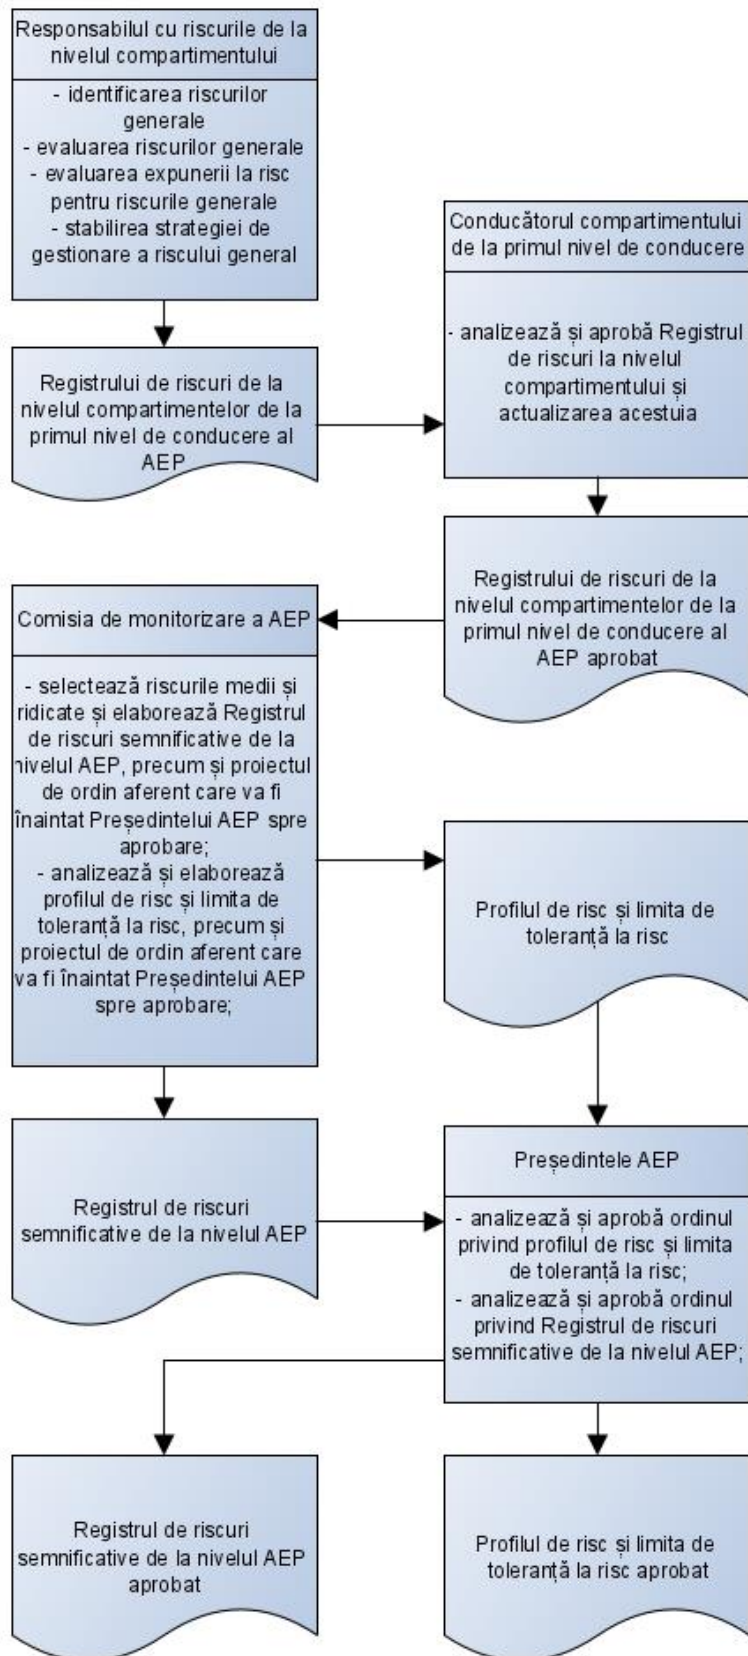 Responsabilul cu riscurile de la
nivelul compartimentului
- identificarea riscurilor
generale
- evaluarea riscurilor generale
- evaluarea expunerii la risc
pentru riscurile generale
- stabilirea strategiei de
gestionare a riscului general
Registrului de riscuri de la
nivelul compartimentelor de la
primul nivel de conducere al
AEP
Conducătorul compartimentului
de la primul nivel de conducere
- analizează și aprobă Registrul
de riscuri la nivelul
compartimentului și
actualizarea acestuia
Registrului de riscuri de la
nivelul compartimentelor de la
primul nivel de conducere al
AEP aprobat
Comisia de monitorizare a AEP
- selectează riscurile medii și
ridicate și elaborează Registrul
de riscuri semnificative de la
nivelul AEP, precum și proiectul
de ordin aferent care va fi
înaintat Președintelui AEP spre
aprobare;
- analizează și elaborează
profilul de risc și limita de
toleranță la risc, precum și
proiectul de ordin aferent care
va fi înaintat Președintelui AEP
spre aprobare;
Profilul de risc și limita de
toleranță la risc
Registrul de riscuri
semnificative de la nivelul AEP
Președintele AEP
- analizează și aprobă ordinul
privind profilul de risc și limita
de toleranță la risc;
- analizează și aprobă ordinul
privind Registrul de riscuri
semnificative de la nivelul AEP;
Registrul de riscuri
semnificative de la nivelul AEP
aprobat
Profilul de risc și limita de
toleranță la risc aprobat